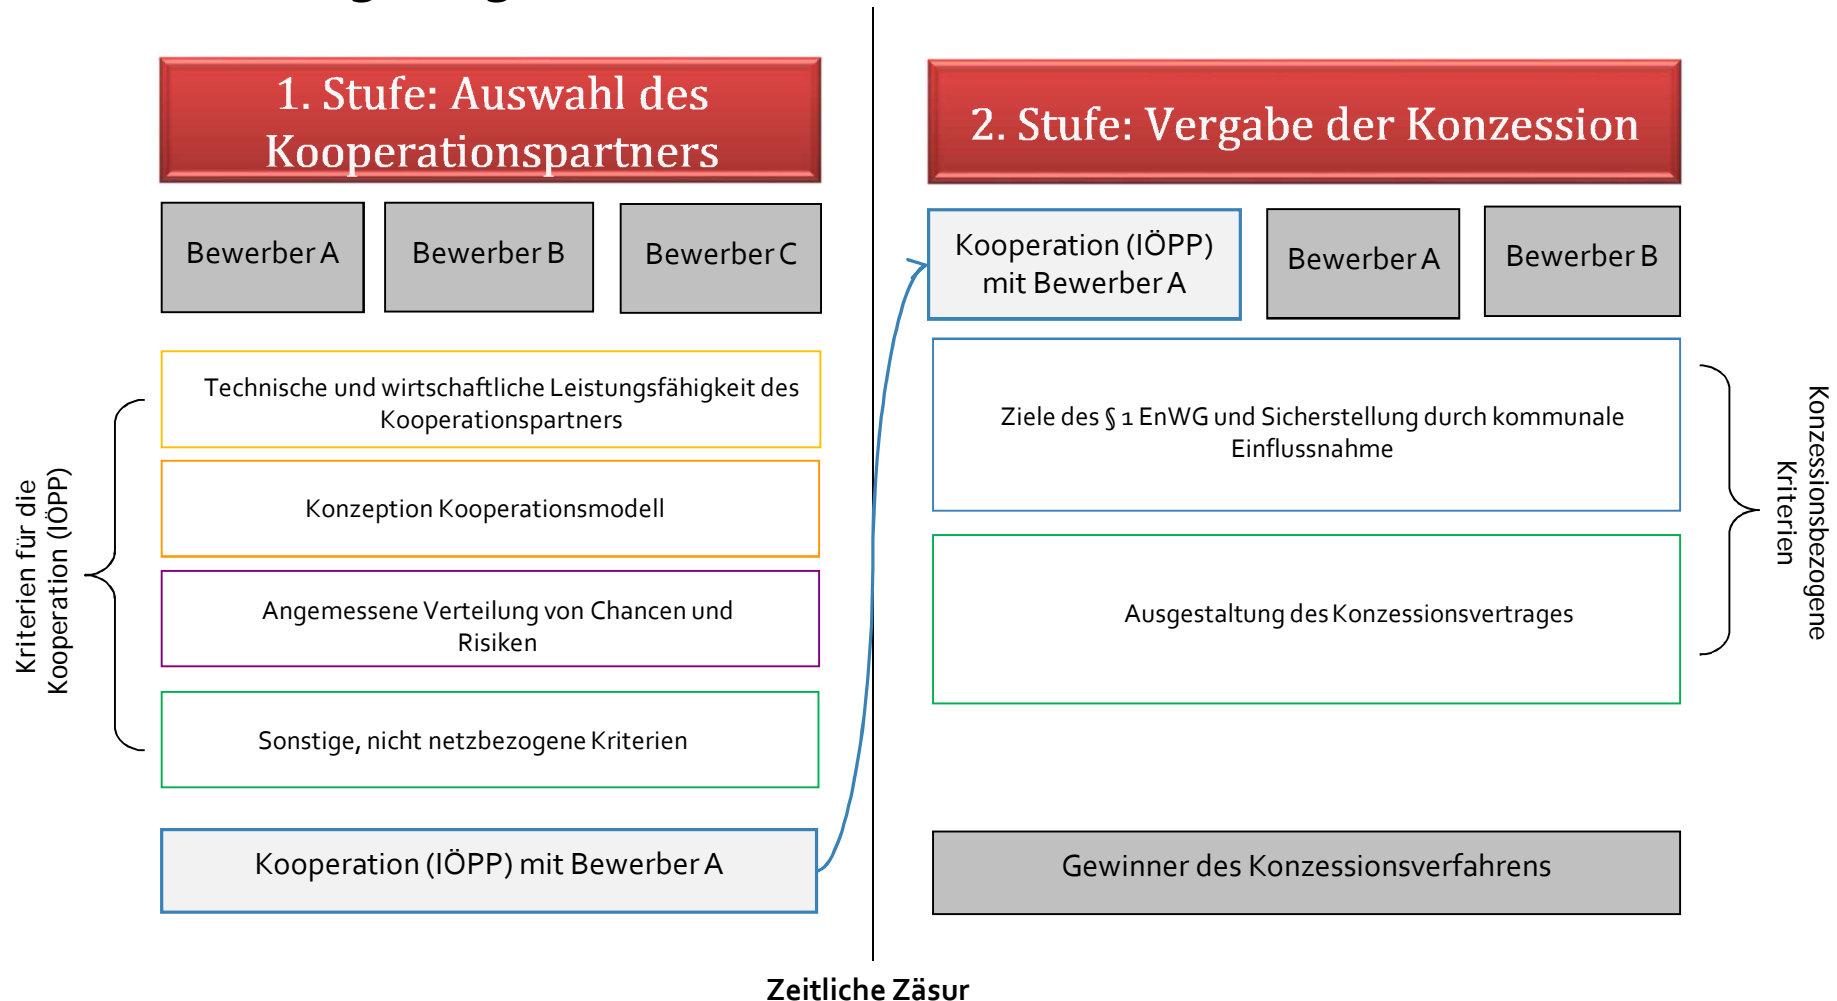 1. Stufe: Auswahl des
Kooperationspartners
Bewerber A
Bewerber B
Bewerber C
Kriterien für die
Kooperation (IÖPP)
Technische und wirtschaftliche Leistungsfähigkeit des
Kooperationspartners
Konzeption Kooperationsmodell
Angemessene Verteilung von Chancen und
Risiken
Sonstige, nicht netzbezogene Kriterien
Kooperation (IÖPP) mit Bewerber A
2. Stufe: Vergabe der Konzession
Kooperation (IÖPP)
mit Bewerber A
Bewerber A
Bewerber B
Ziele des § 1 EnWG und Sicherstellung durch kommunale
Einflussnahme
Ausgestaltung des Konzessionsvertrages
Konzessionsbezogene
Kriterien
Gewinner des Konzessionsverfahrens
Zeitliche Zäsur